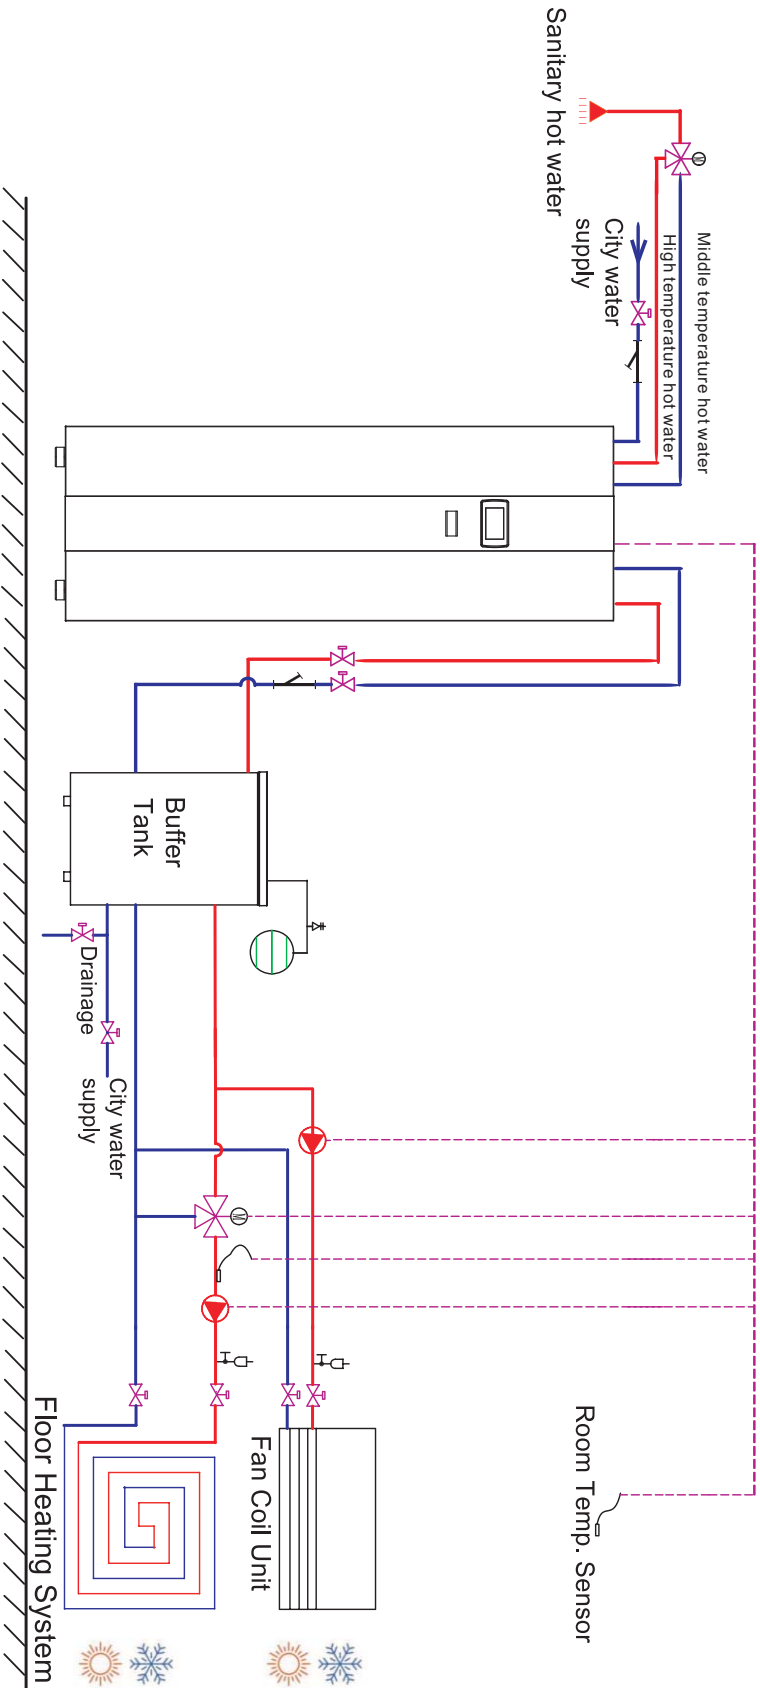 Sanitary hot water
City water
supply
Middle temperature hot water
High temperature hot water
M
Buffer
Tank
Drainage
City water
supply
M
Room Temp. Sensor
Fan Coil Unit
Floor Heating System